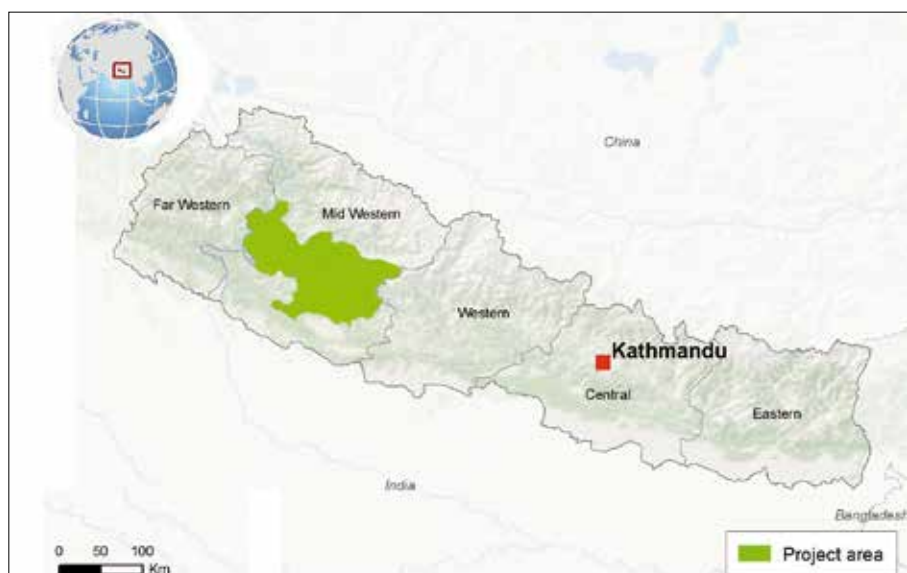 China
Far Western
Mid Western
Western
Kathmandu
Central
Eastern
India
Bangladesh
0 50 100
Km
Project area